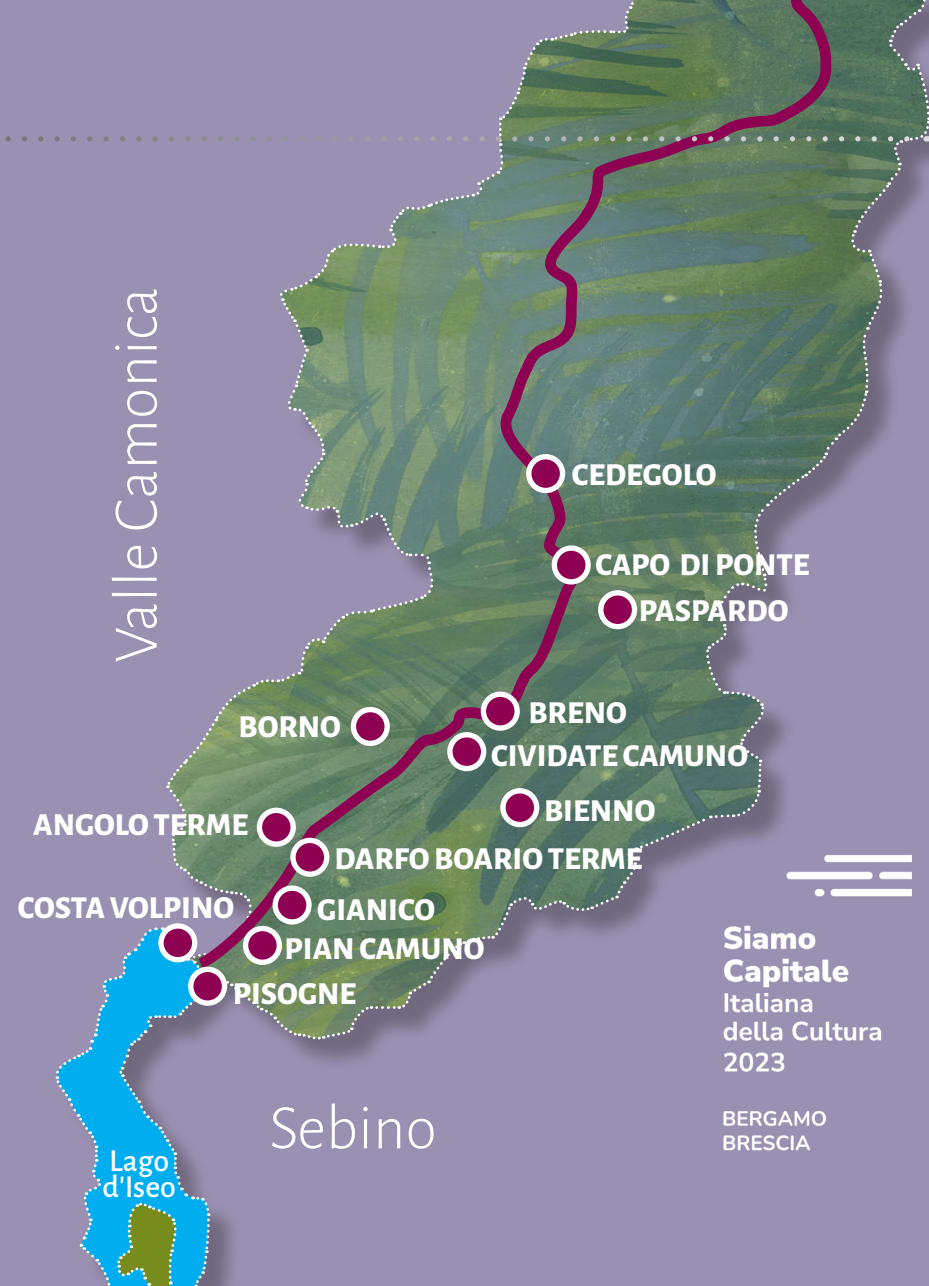 Valle Camonica
CEDEGOLO
CAPO DI PONTE
PASPARDO
BRENO
BORNO
CIVIDATE CAMUNO
BIENNO
ANGOLO TERME
DARFO BOARIO TERME
COSTA VOLPINO
GIANICO
PIAN CAMUNO
PISOGNE
Siamo
Capitale
Italiana
della Cultura
2023
BERGAMO
BRESCIA
Sebino
Lago
d'Iseo